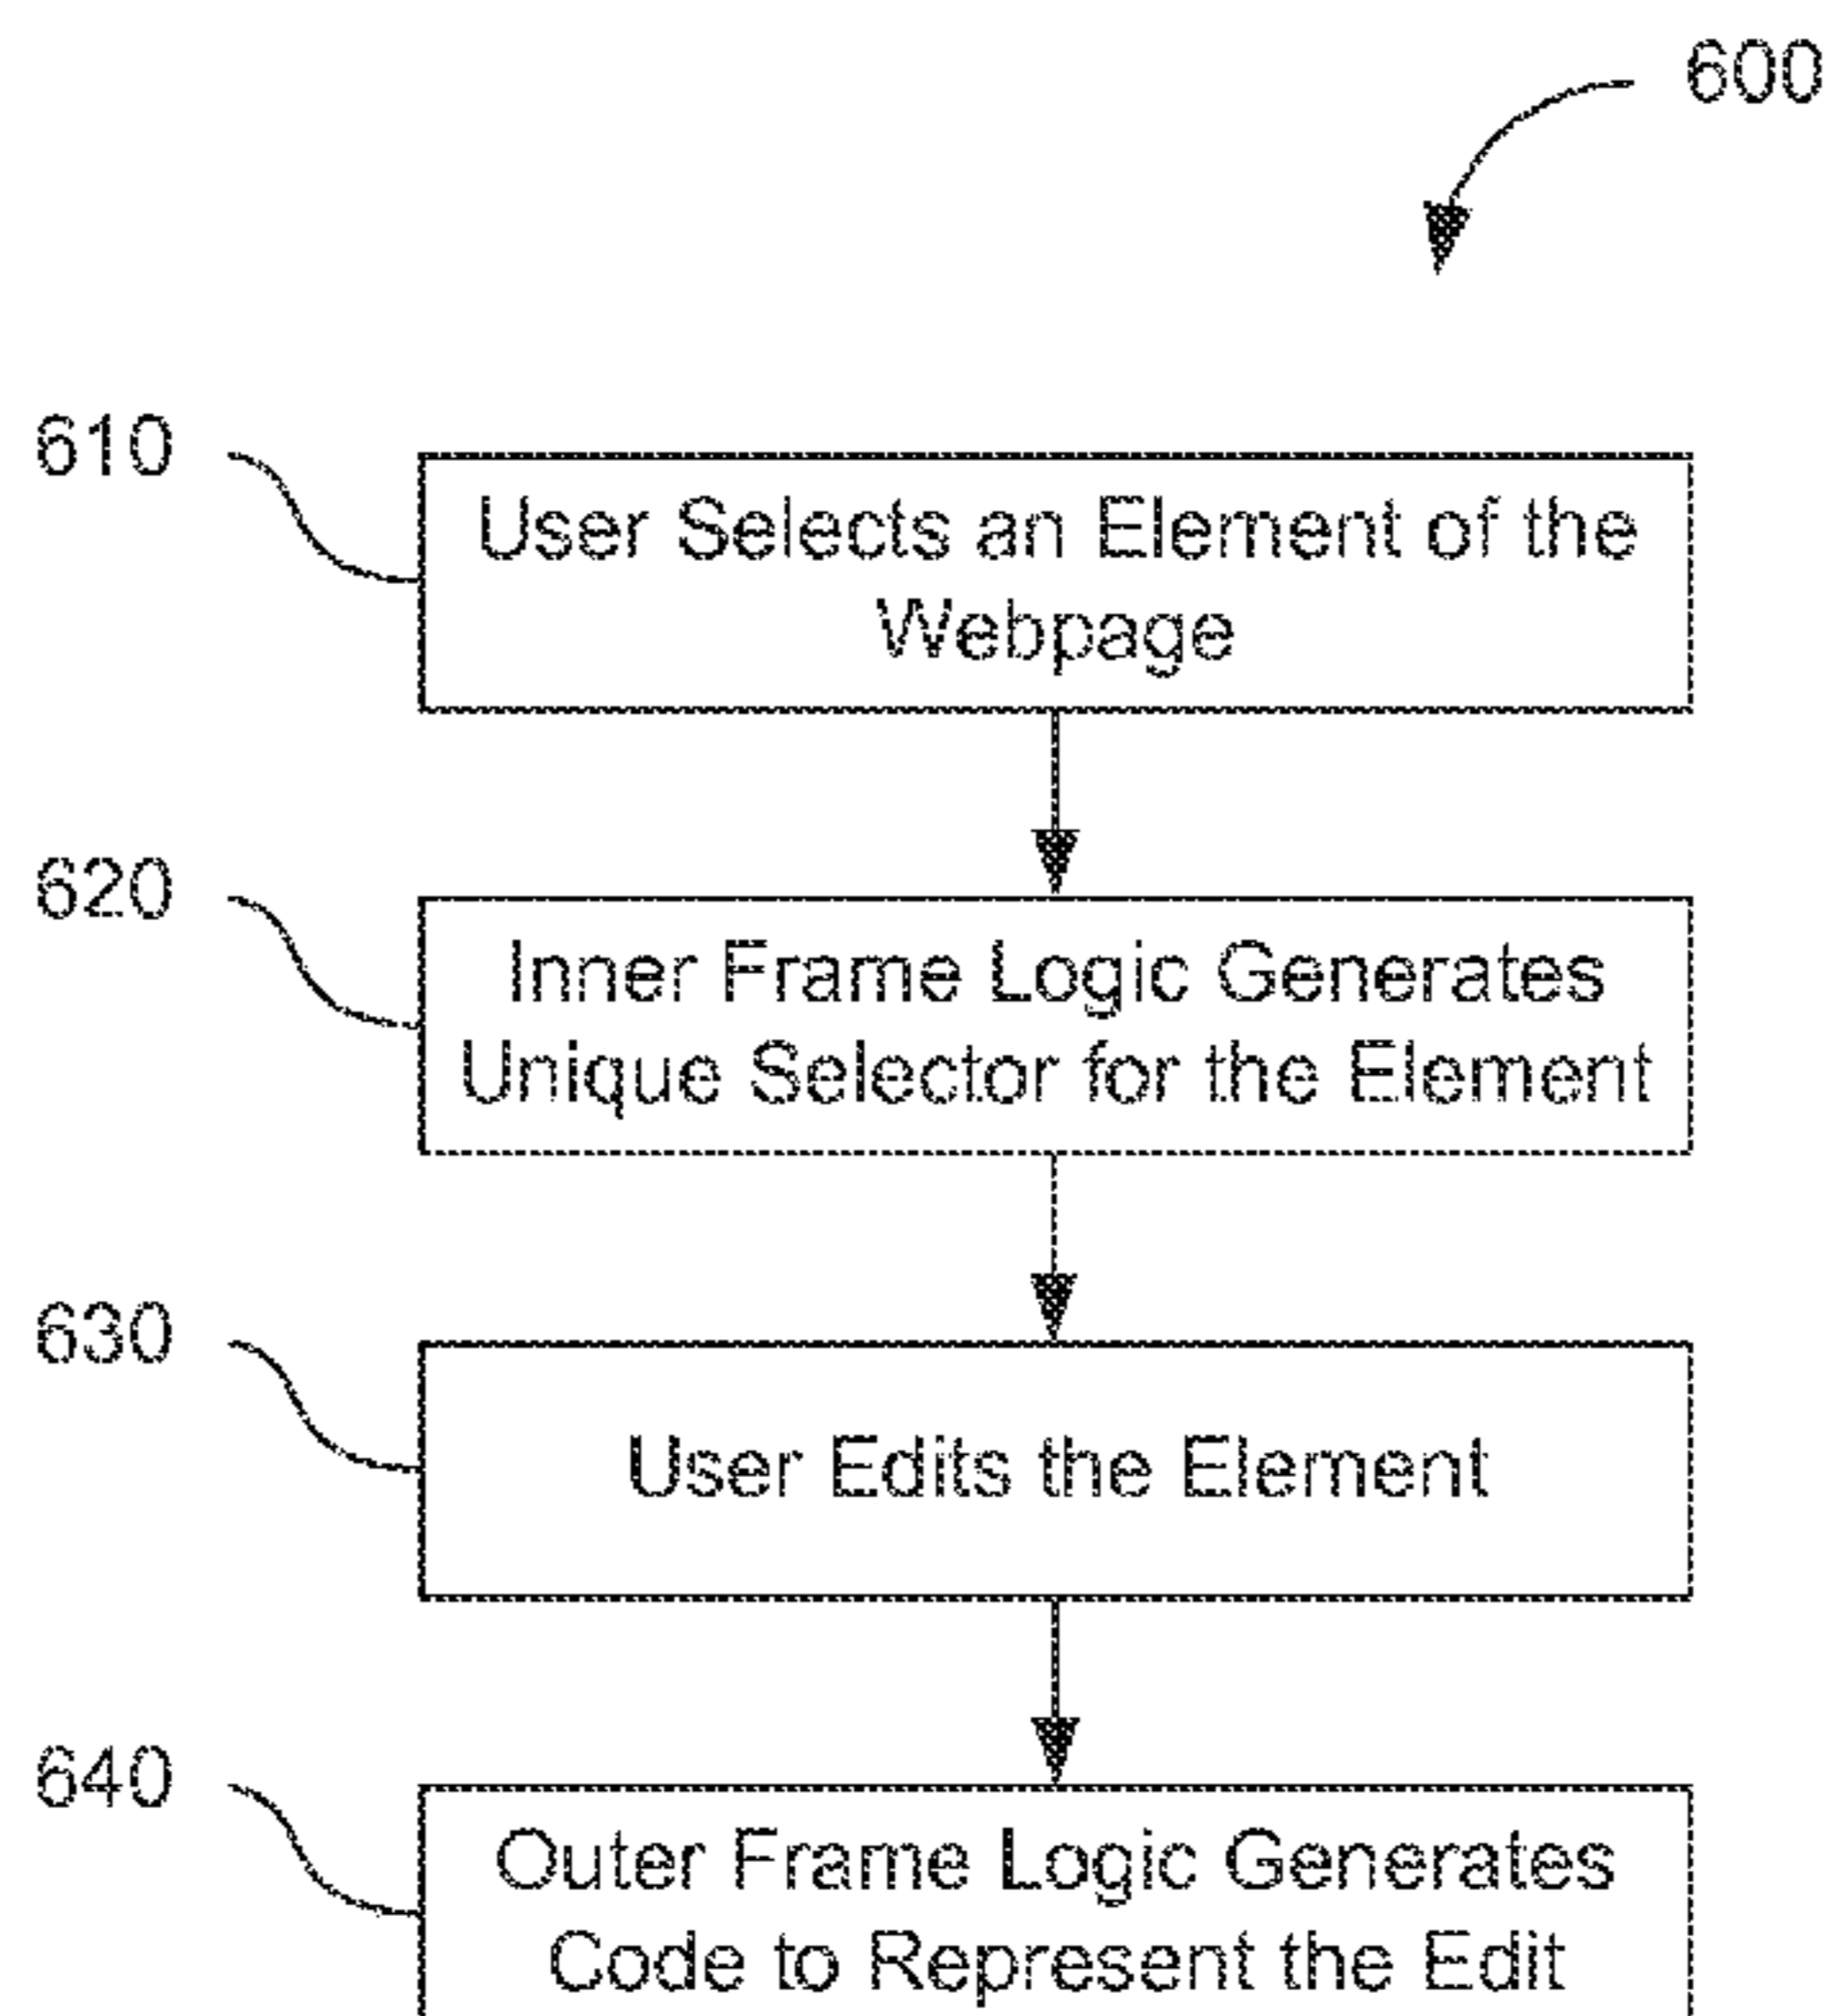 600
610
User Selects an Element of the
Webpage
620
Inner Frame Logic Generates
Unique Selector for the Element
630
User Edits the Element
640
Outer Frame Logic Generates
Code to Represent the Edit